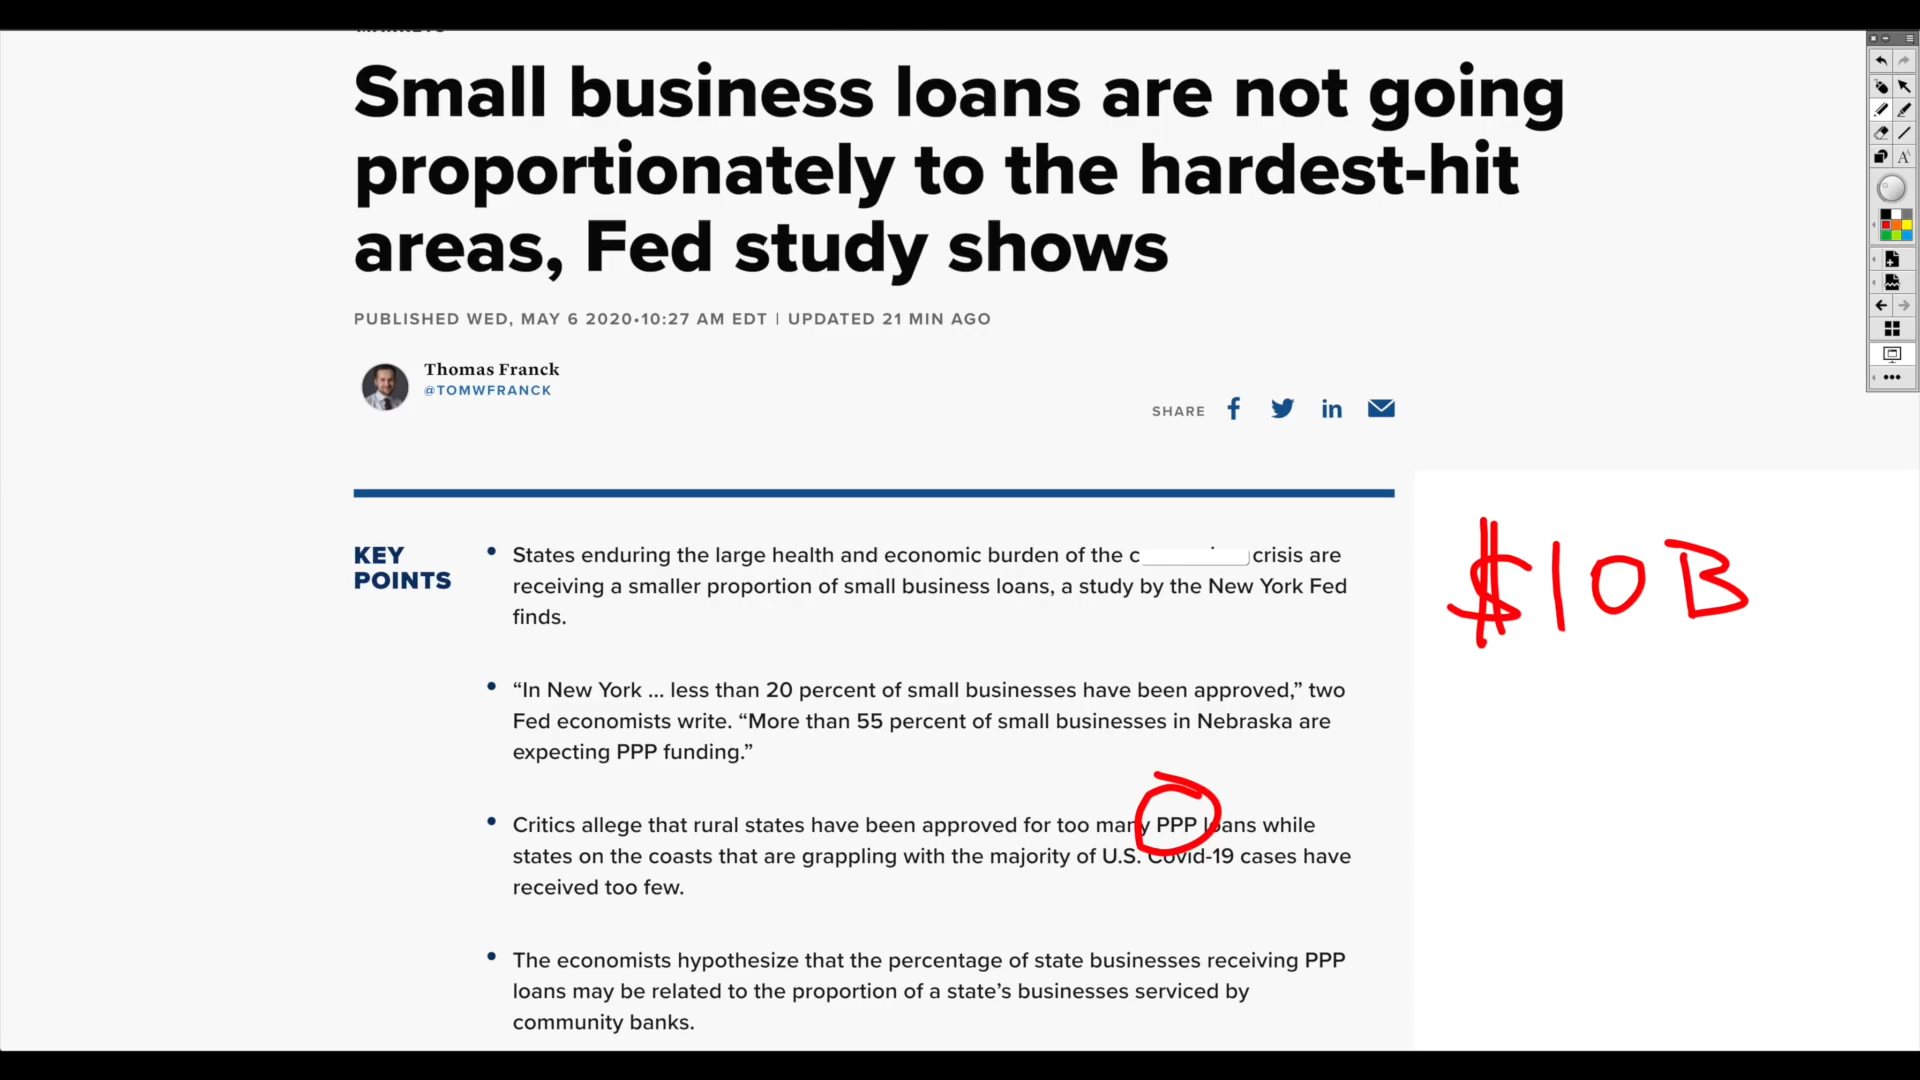 Small business loans are not going
proportionately to the hardest-hit
areas, Fed study shows
PUBLISHED WED, MAY 6 2020•10:27 AM EDT | UPDATED 21 MIN AGO
Thomas Franck
@TOMWFRANCK
SHARE
KEY
POINTS
• States enduring the large health and economic burden of the c crisis are
receiving a smaller proportion of small business loans, a study by the New York Fed
finds.
$10B
• “In New York ... less than 20 percent of small businesses have been approved,” two
Fed economists write. “More than 55 percent of small businesses in Nebraska are
expecting PPP funding.”
• Critics allege that rural states have been approved for too many PPP loans while
states on the coasts that are grappling with the majority of U.S. Covid-19 cases have
received too few.
• The economists hypothesize that the percentage of state businesses receiving PPP
loans may be related to the proportion of a state’s businesses serviced by
community banks.